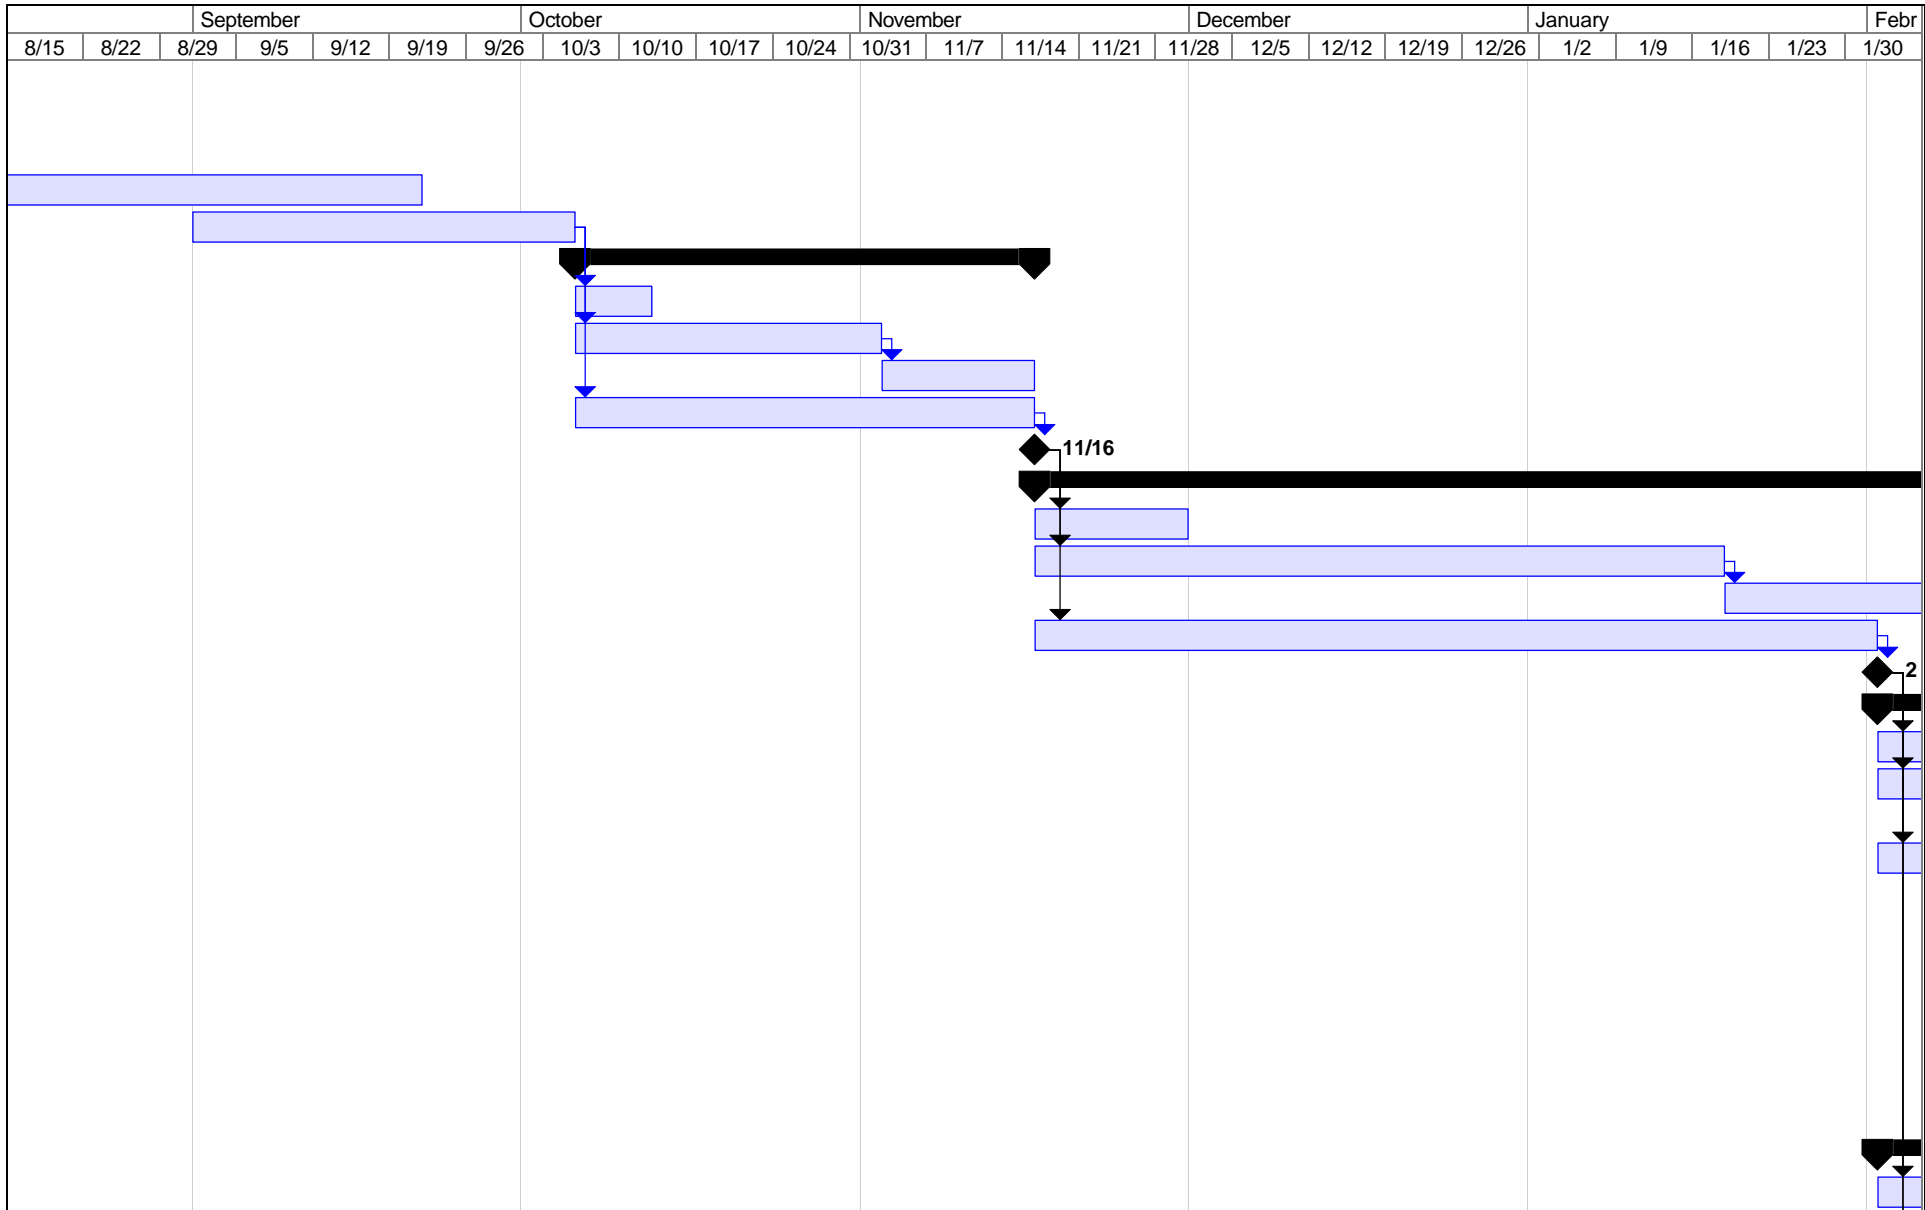 September October November December January Febr
8/15 8/22 8/29 9/5 9/12 9/19 9/26 10/3 10/10 10/17 10/24 10/31 11/7 11/14 11/21 11/28 12/5 12/12 12/19 12/26 1/2 1/9 1/16 1/23 1/30
11/16
2